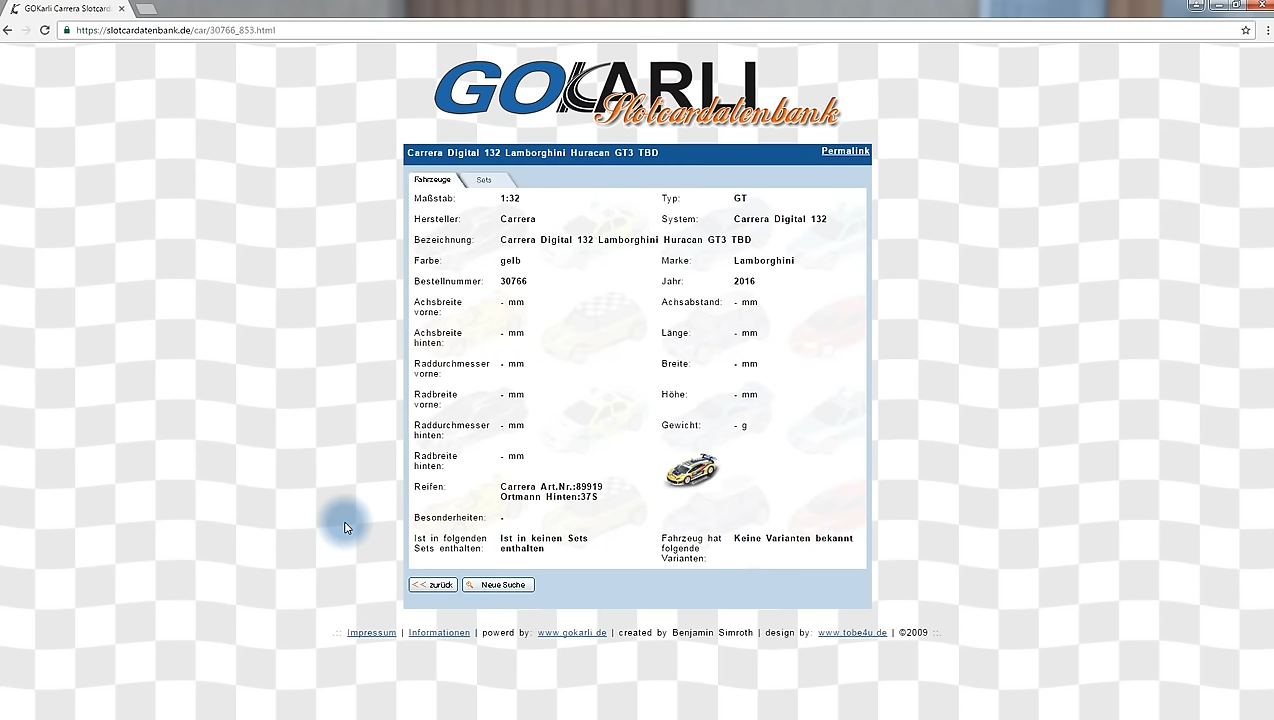 GOKarli Carrera Slotcard
https://slotcardatenbank.de/car/30766_853.html
GOKARLI
Slotcardatenbank
Carrera Digital 132 Lamborghini Huracan GT3 TBD
Permalink
Fahrzeuge
Sets
Maßstab: 1:32 Typ: GT
Hersteller: Carrera System: Carrera Digital 132
Bezeichnung: Carrera Digital 132 Lamborghini Huracan GT3 TBD
Farbe: gelb Marke: Lamborghini
Bestellnummer: 30766 Jahr: 2016
Achsbreite - mm Achsabstand: - mm
vorne:
Achsbreite - mm Länge: - mm
hinten:
Raddurchmesser - mm Breite: - mm
vorne:
Radbreite - mm Höhe: - mm
vorne:
Raddurchmesser - mm Gewicht: - g
hinten:
Radbreite - mm
hinten:
Reifen: Carrera Art.Nr.:89919
Ortmann Hinten:37S
Besonderheiten: -
Ist in folgenden Ist in keinen Sets Fahrzeug hat Keine Varianten bekannt
Sets enthalten: enthalten folgende
Varianten:
<< zurück Neue Suche
.:: Impressum | Informationen | powerd by: www.gokarli.de | created by Benjamin Simroth | design by: www.tobe4u.de | ©2009 ::.